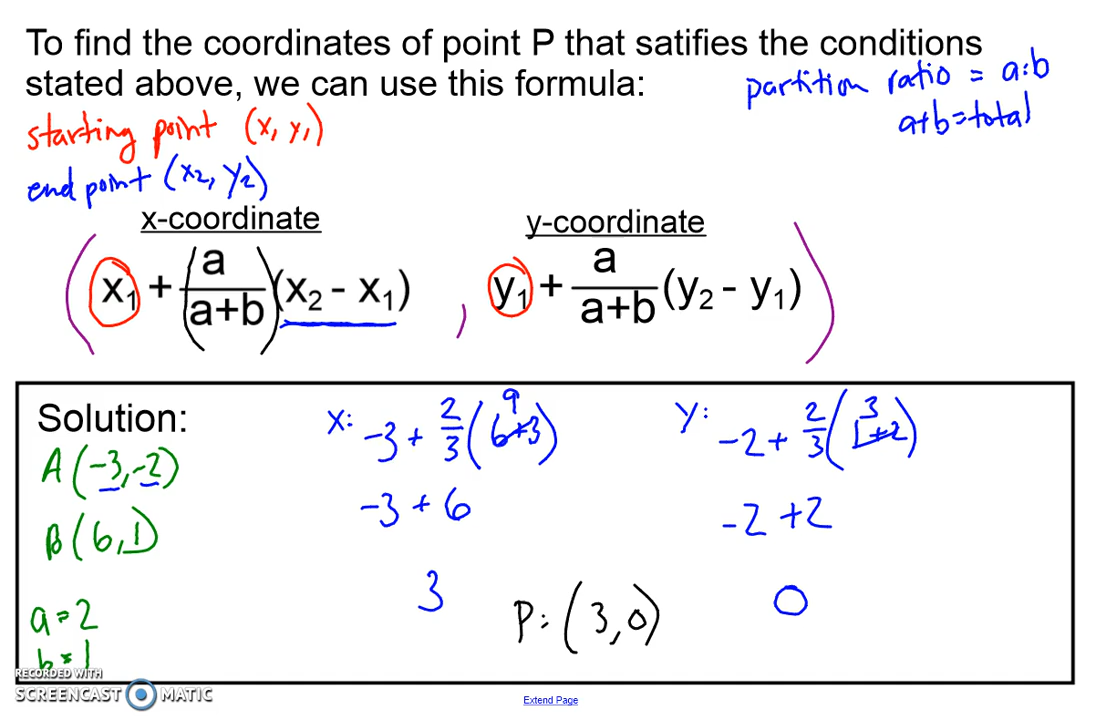 To find the coordinates of point P that satifies the conditions
stated above, we can use this formula:
partition ratio = a:b
a+b=total
starting point (x, y₁)
end point (x₂, y₂)
x-coordinate y-coordinate
(x₁ + (a/(a+b))(x₂ - x₁) , y₁ + a/(a+b) (y₂ - y₁))
Solution:
A(-3,-2)
B(6,1)
a=2
b=1
x: -3 + 2/3 (6+3) 9
-3 + 6
3
y: -2 + 2/3 (1+2) 3
-2 +2
0
P: (3,0)
RECORDED WITH
SCREENCAST MATIC
Extend Page